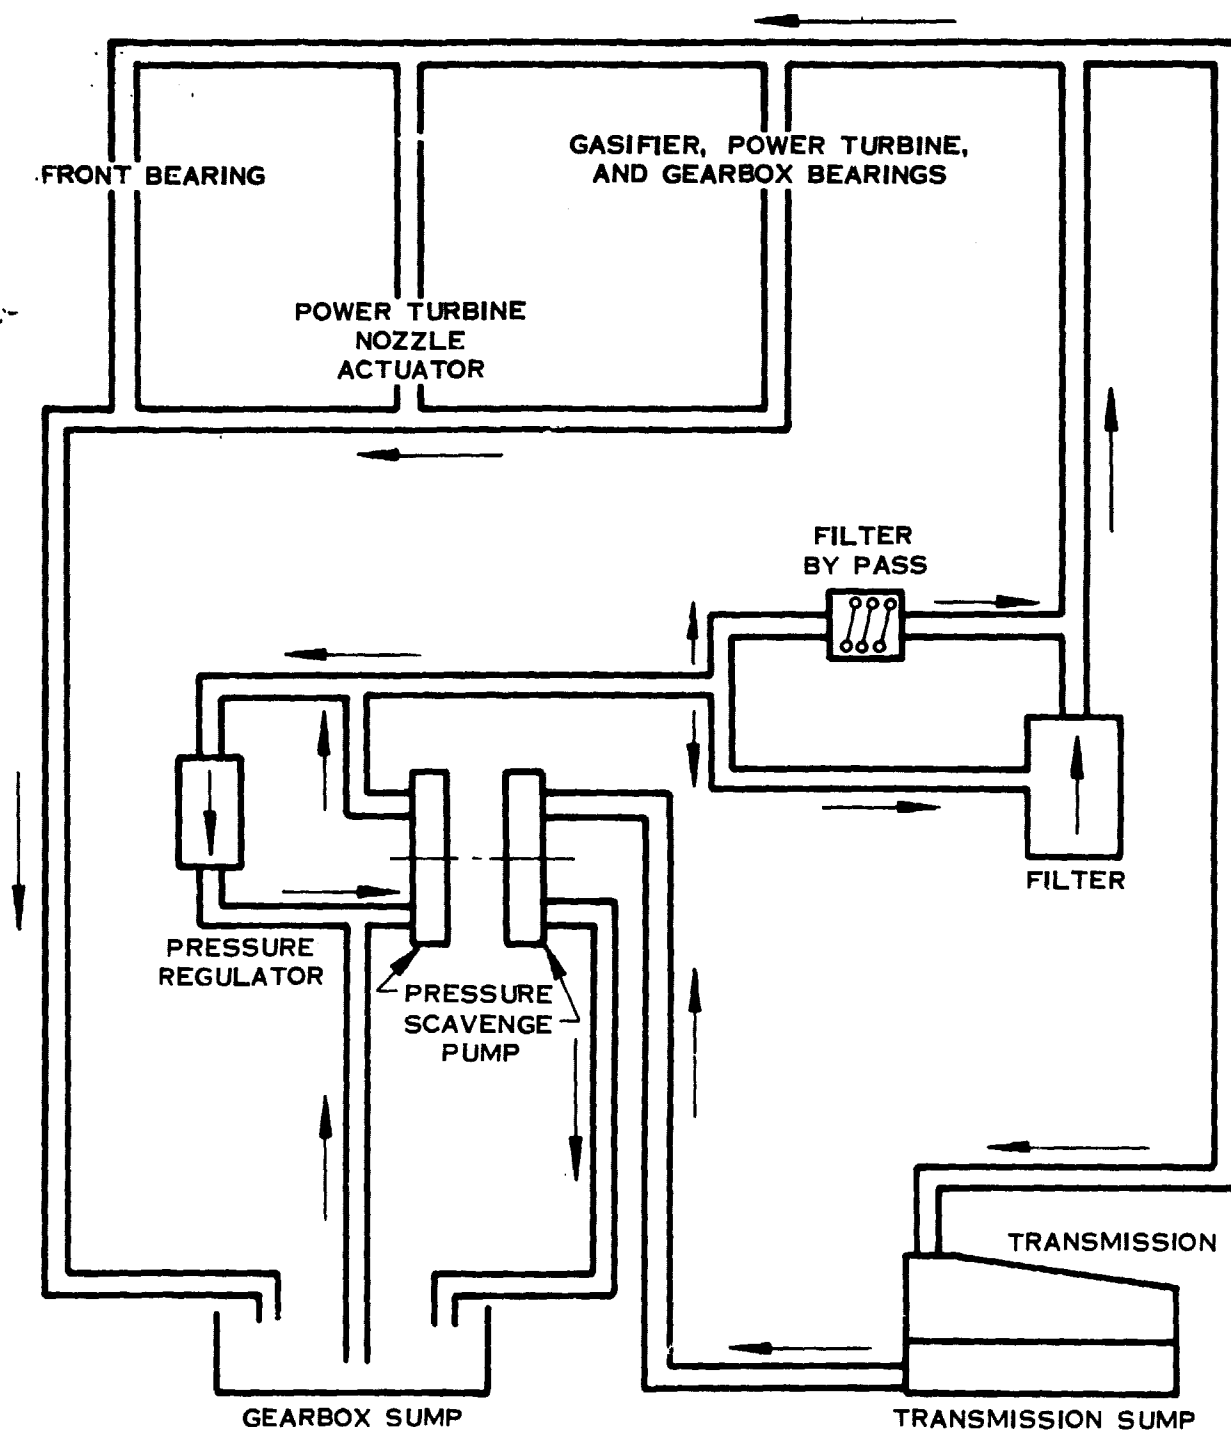 GASIFIER, POWER TURBINE,
AND GEARBOX BEARINGS
FRONT BEARING
POWER TURBINE
NOZZLE
ACTUATOR
FILTER
BY PASS
FILTER
PRESSURE
REGULATOR
PRESSURE
SCAVENGE
PUMP
TRANSMISSION
GEARBOX SUMP
TRANSMISSION SUMP